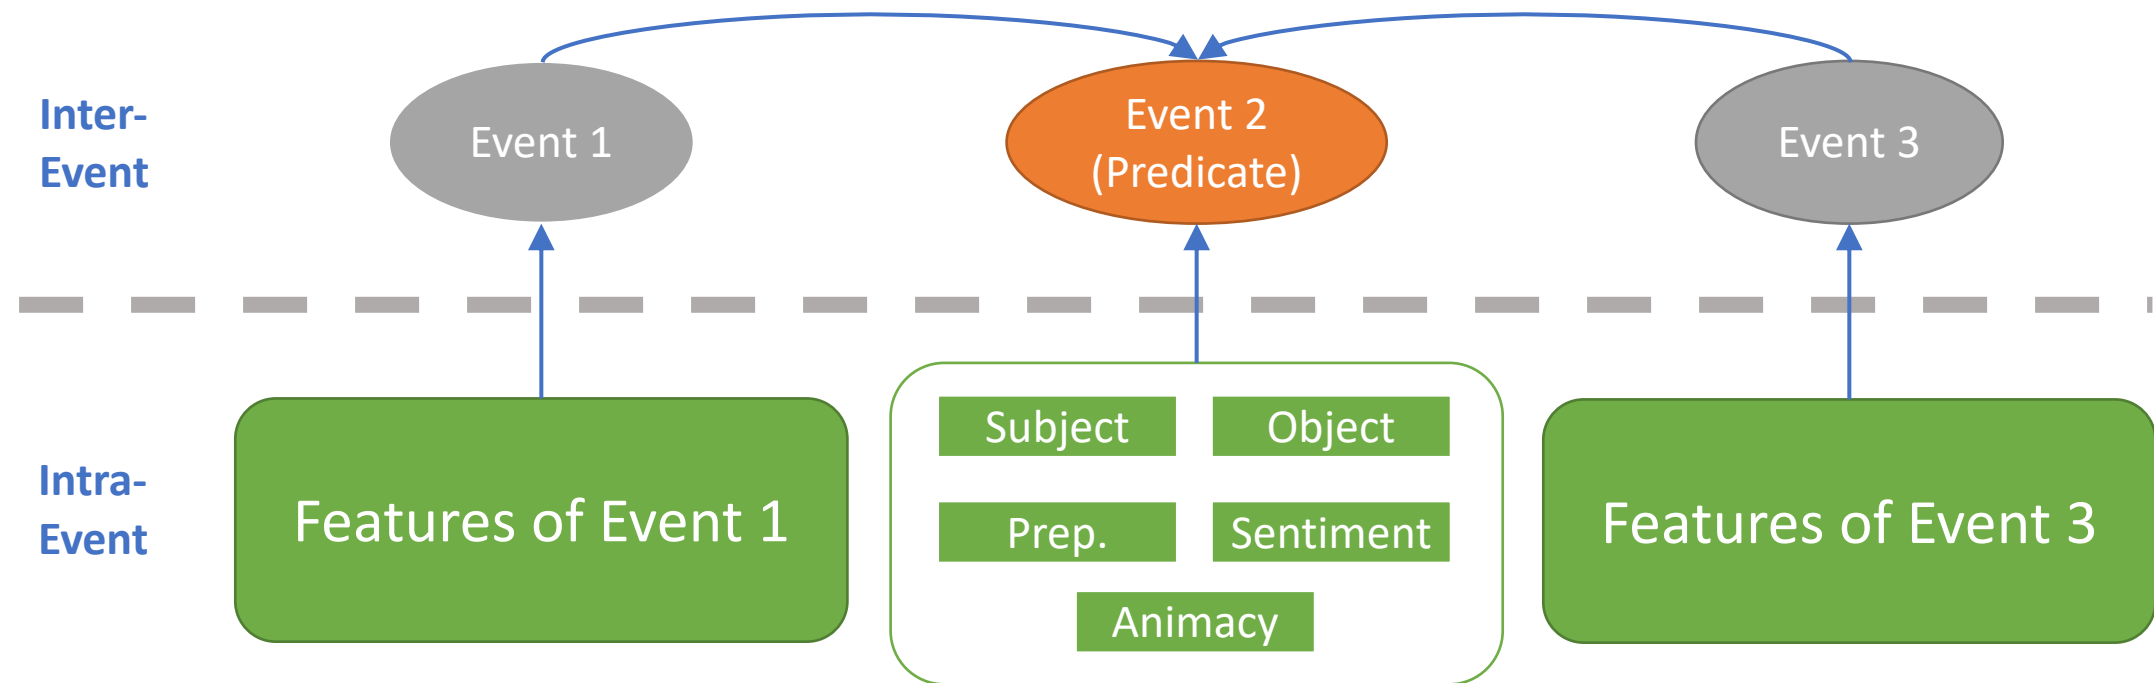 Inter-
Event
Event 1
Event 2
(Predicate)
Event 3
Intra-
Event
Features of Event 1
Subject
Object
Prep.
Sentiment
Animacy
Features of Event 3